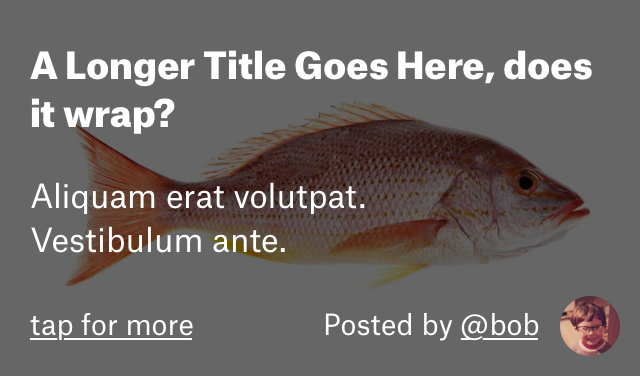 A Longer Title Goes Here, does
it wrap?
Aliquam erat volutpat.
Vestibulum ante.
tap for more
Posted by @bob